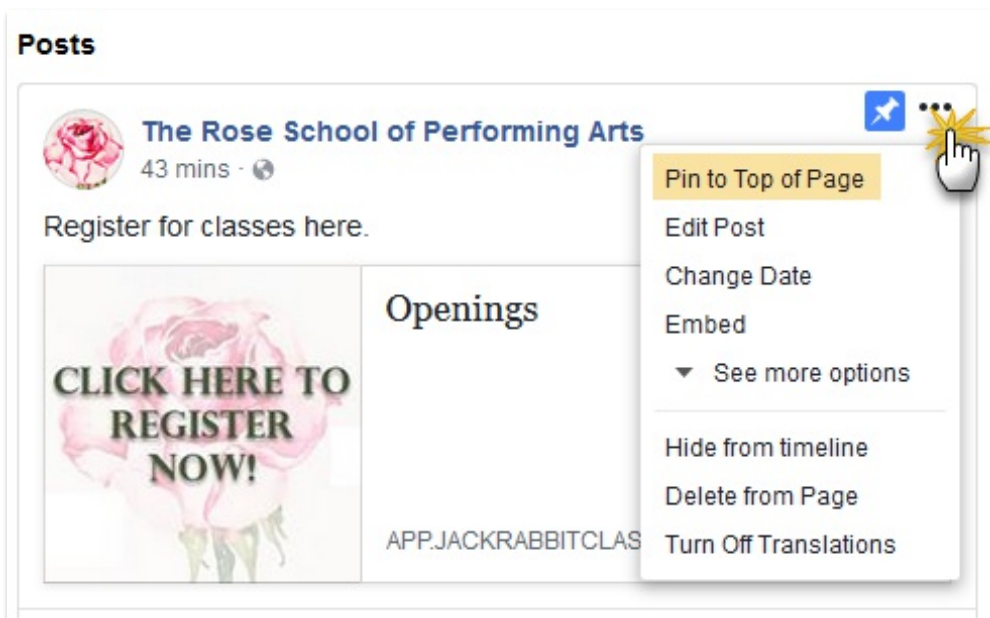 Posts
The Rose School of Performing Arts
43 mins ·
Register for classes here.
CLICK HERE TO
REGISTER
NOW!
Openings
APP.JACKRABBITCLAS
Pin to Top of Page
Edit Post
Change Date
Embed
See more options
Hide from timeline
Delete from Page
Turn Off Translations